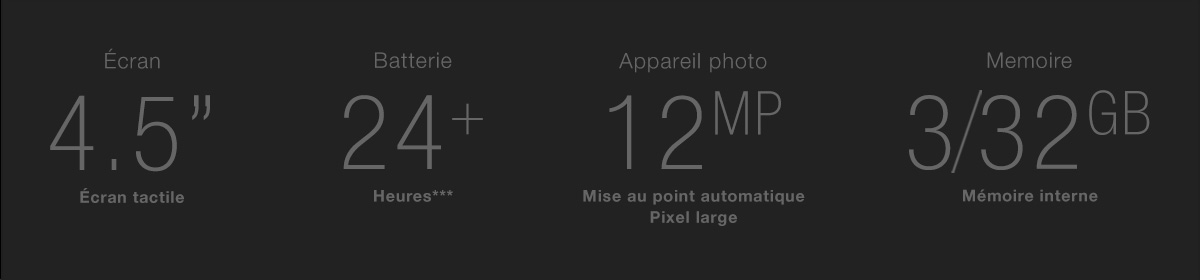 Écran
4.5”
Écran tactile
Batterie
24+
Heures***
Appareil photo
12MP
Mise au point automatique
Pixel large
Memoire
3/32GB
Mémoire interne